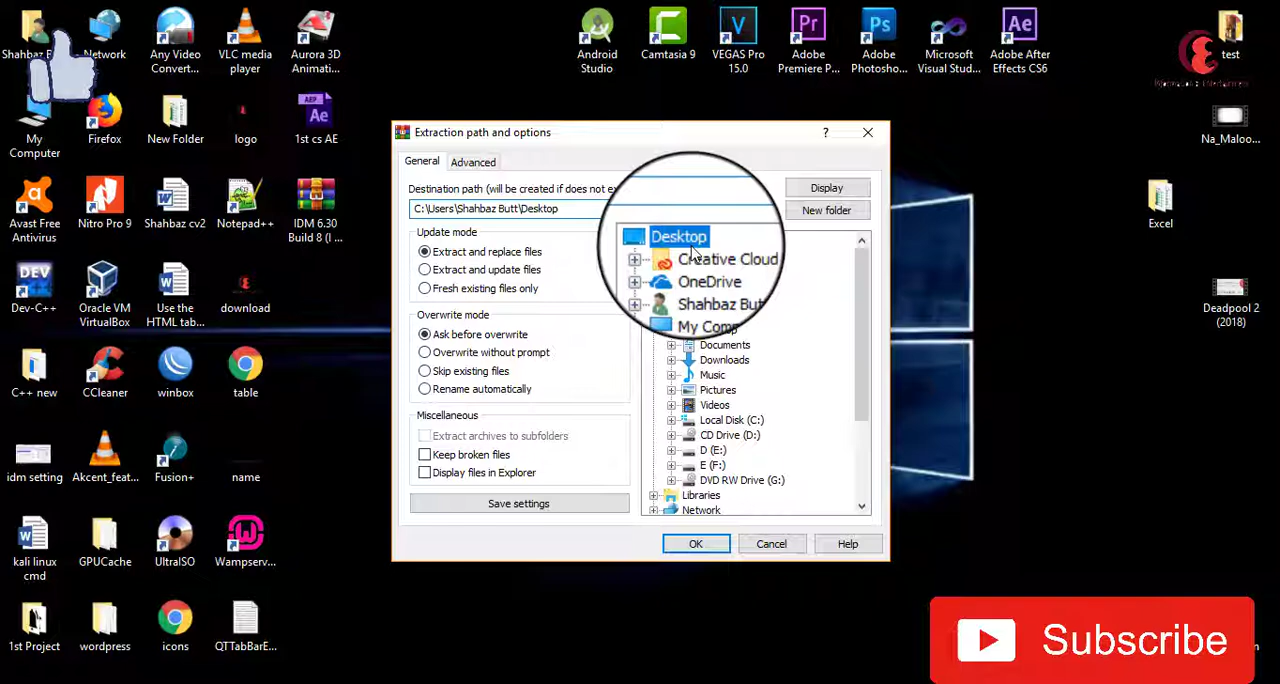 Shahbaz B
Network
Any Video
Convert...
VLC media
player
Aurora 3D
Animati...
Android
Studio
Camtasia 9
VEGAS Pro
15.0
Adobe
Premiere P...
Adobe
Photosho...
Microsoft
Visual Stud...
Adobe After
Effects CS6
test
My
Computer
Firefox
New Folder
logo
1st cs AE
Na_Maloo...
Avast Free
Antivirus
Nitro Pro 9
Shahbaz cv2
Notepad++
IDM 6.30
Build 8 (I ...
Excel
Dev-C++
Oracle VM
VirtualBox
Use the
HTML tab...
download
Deadpool 2
(2018)
C++ new
CCleaner
winbox
table
idm setting
Akcent_feat...
Fusion+
name
kali linux
cmd
GPUCache
UltraISO
Wampserv...
1st Project
wordpress
icons
QTTabBarE...
Extraction path and options
?
General
Advanced
Destination path (will be created if does not ex
C:\Users\Shahbaz Butt\Desktop
Display
New folder
Update mode
Extract and replace files
Extract and update files
Fresh existing files only
Overwrite mode
Ask before overwrite
Overwrite without prompt
Skip existing files
Rename automatically
Miscellaneous
Extract archives to subfolders
Keep broken files
Display files in Explorer
Save settings
Desktop
Creative Cloud
OneDrive
Shahbaz But
My Comp
Documents
Downloads
Music
Pictures
Videos
Local Disk (C:)
CD Drive (D:)
D (E:)
E (F:)
DVD RW Drive (G:)
Libraries
Network
OK
Cancel
Help
Subscribe